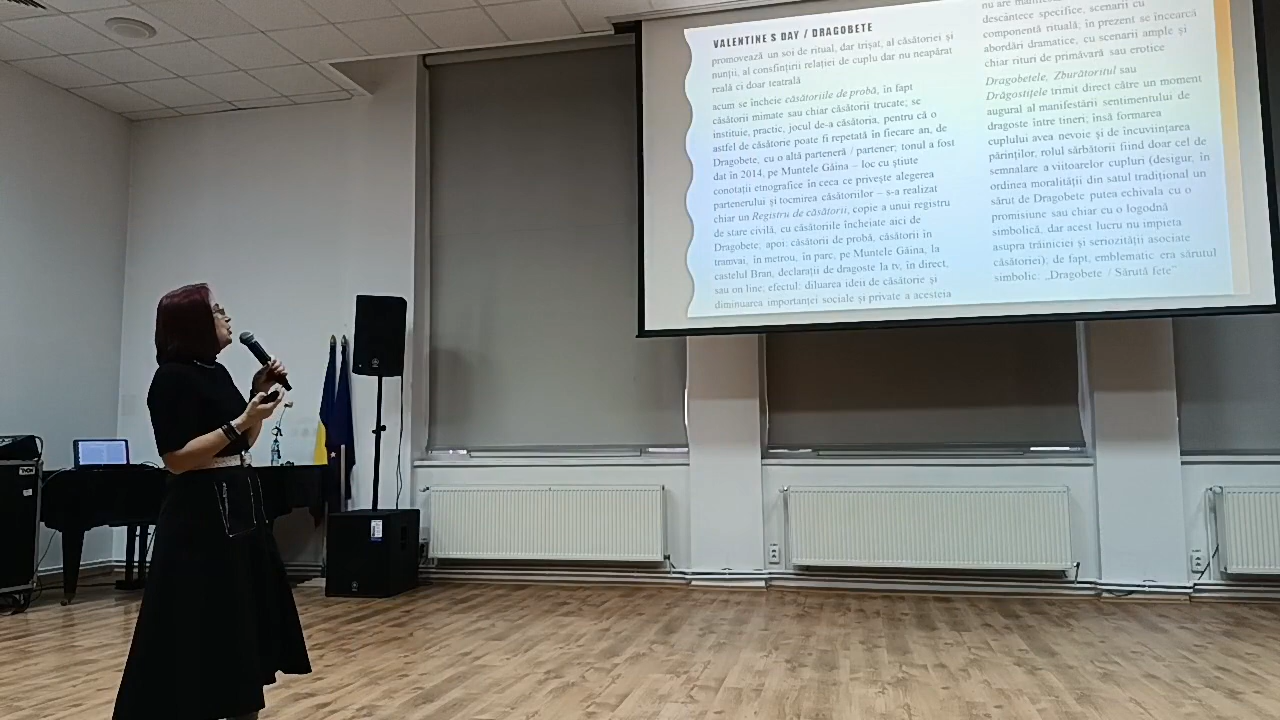 VALENTINE S DAY / DRAGOBETE
promovează un soi de ritual, dar trișat, al căsătoriei și
nunții, al consfințirii relației de cuplu dar nu neapărat
reală ci doar teatrală
acum se încheie căsătoriile de probă, în fapt
căsătorii mimate sau chiar căsătorii trucate; se
instituie, practic, jocul de-a căsătoria, pentru că o
astfel de căsătorie poate fi repetată în fiecare an, de
Dragobete, cu o altă parteneră / partener; tonul a fost
dat în 2014, pe Muntele Găina – loc cu știute
conotații etnografice în ceea ce privește alegerea
partenerului și tocmirea căsătoriilor – s-a realizat
chiar un Registru de căsătorii, copie a unui registru
de stare civilă, cu căsătoriile încheiate aici de
Dragobete; apoi, căsătorii de probă, căsătorii în
tramvai, în metrou, în parc, pe Muntele Găina, la
castelul Bran, declarații de dragoste la tv, în direct,
sau on line; efectul: diluarea ideii de căsătorie și
diminuarea importanței sociale și private a acesteia
nu are
descântece specifice, scenarii cu
componentă rituală; în prezent se încearcă
abordări dramatice, cu scenarii ample și
chiar rituri de primăvară sau erotice
Dragobetele, Zburătoritul sau
Drăgostițele trimit direct către un moment
augural al manifestării sentimentului de
dragoste între tineri; însă formarea
cuplului avea nevoie și de încuviințarea
părinților, rolul sărbătorii fiind doar cel de
semnalare a viitoarelor cupluri (desigur, în
ordinea moralității din satul tradițional un
sărut de Dragobete putea echivala cu o
promisiune sau chiar cu o logodnă
simbolică, dar acest lucru nu împieta
asupra trăiniciei și seriozității asociate
căsătoriei); de fapt, emblematic era sărutul
simbolic: „Dragobete / Sărută fete”